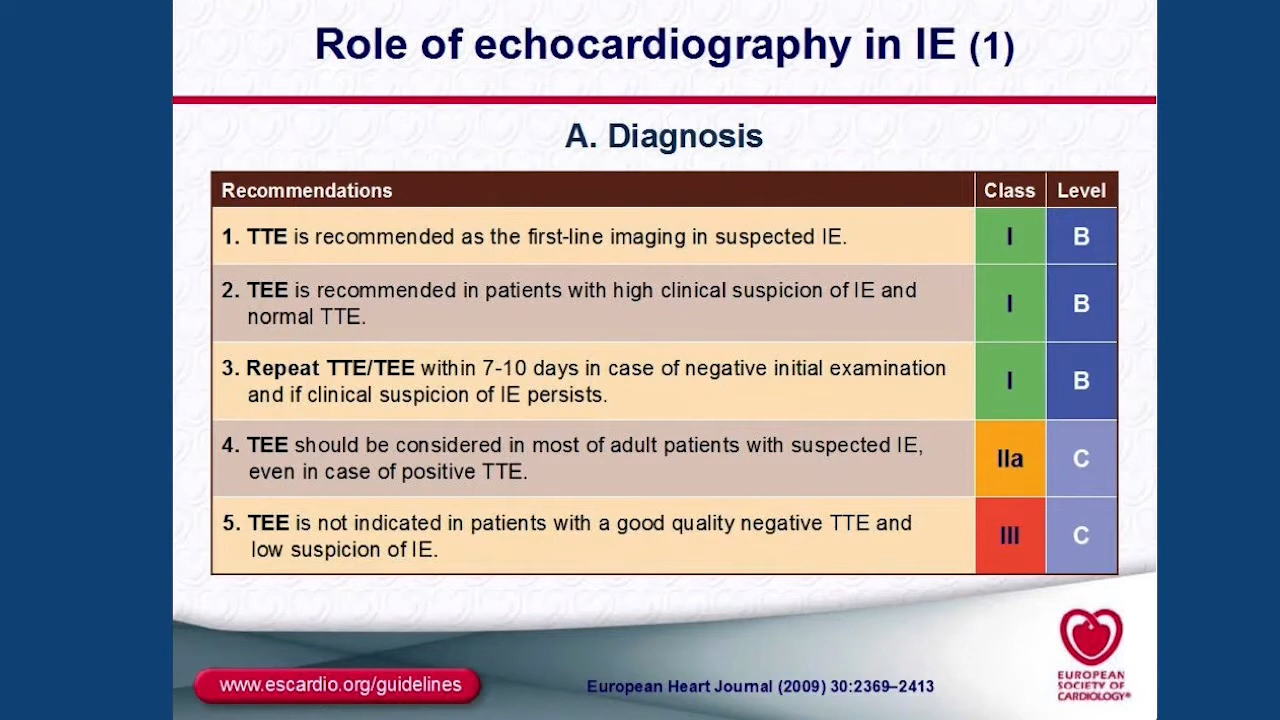 Role of echocardiography in IE (1)
A. Diagnosis
Recommendations Class Level
1. TTE is recommended as the first-line imaging in suspected IE. I B
2. TEE is recommended in patients with high clinical suspicion of IE and
normal TTE. I B
3. Repeat TTE/TEE within 7-10 days in case of negative initial examination
and if clinical suspicion of IE persists. I B
4. TEE should be considered in most of adult patients with suspected IE,
even in case of positive TTE. IIa C
5. TEE is not indicated in patients with a good quality negative TTE and
low suspicion of IE. III C
www.escardio.org/guidelines
European Heart Journal (2009) 30:2369–2413
EUROPEAN
SOCIETY OF
CARDIOLOGY®